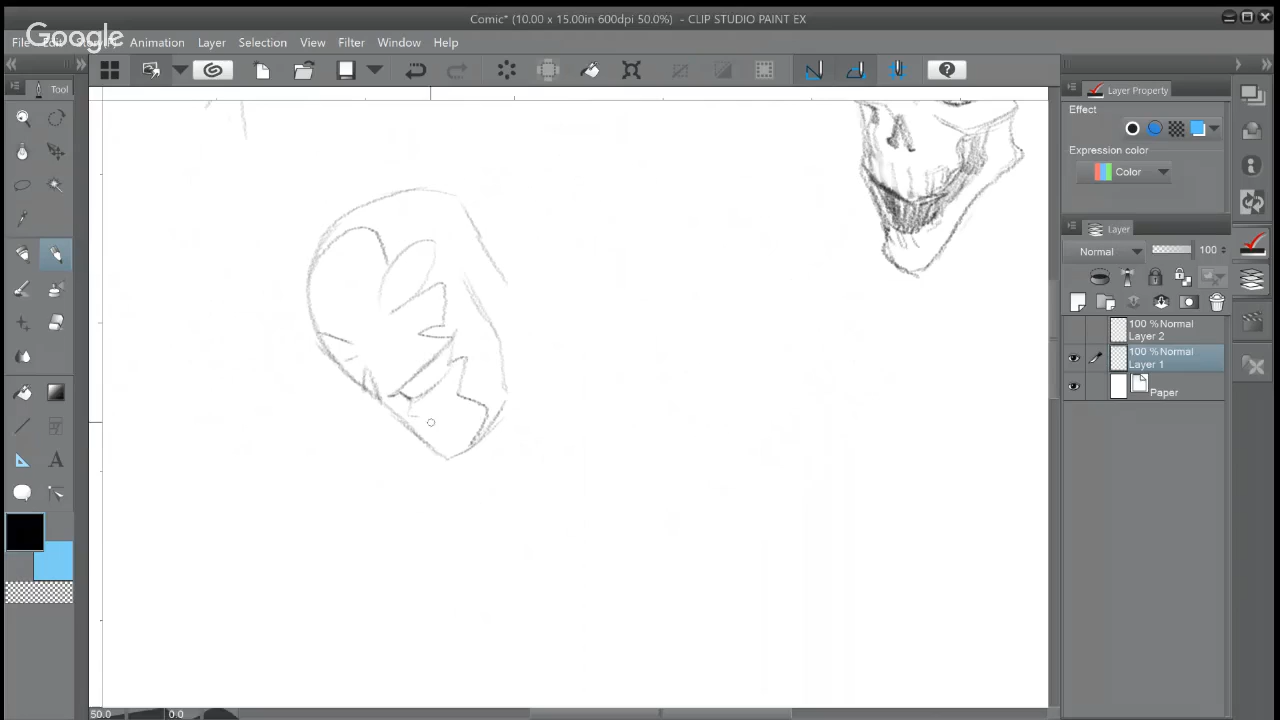 Comic* (10.00 x 15.00in 600dpi 50.0%) - CLIP STUDIO PAINT EX
Google
File Edit Animation Layer Selection View Filter Window Help
Tool
Layer Property
Effect
Expression color
Color
Layer
Normal 100
100 %Normal
Layer 2
100 %Normal
Layer 1
Paper
A
50.0 0.0